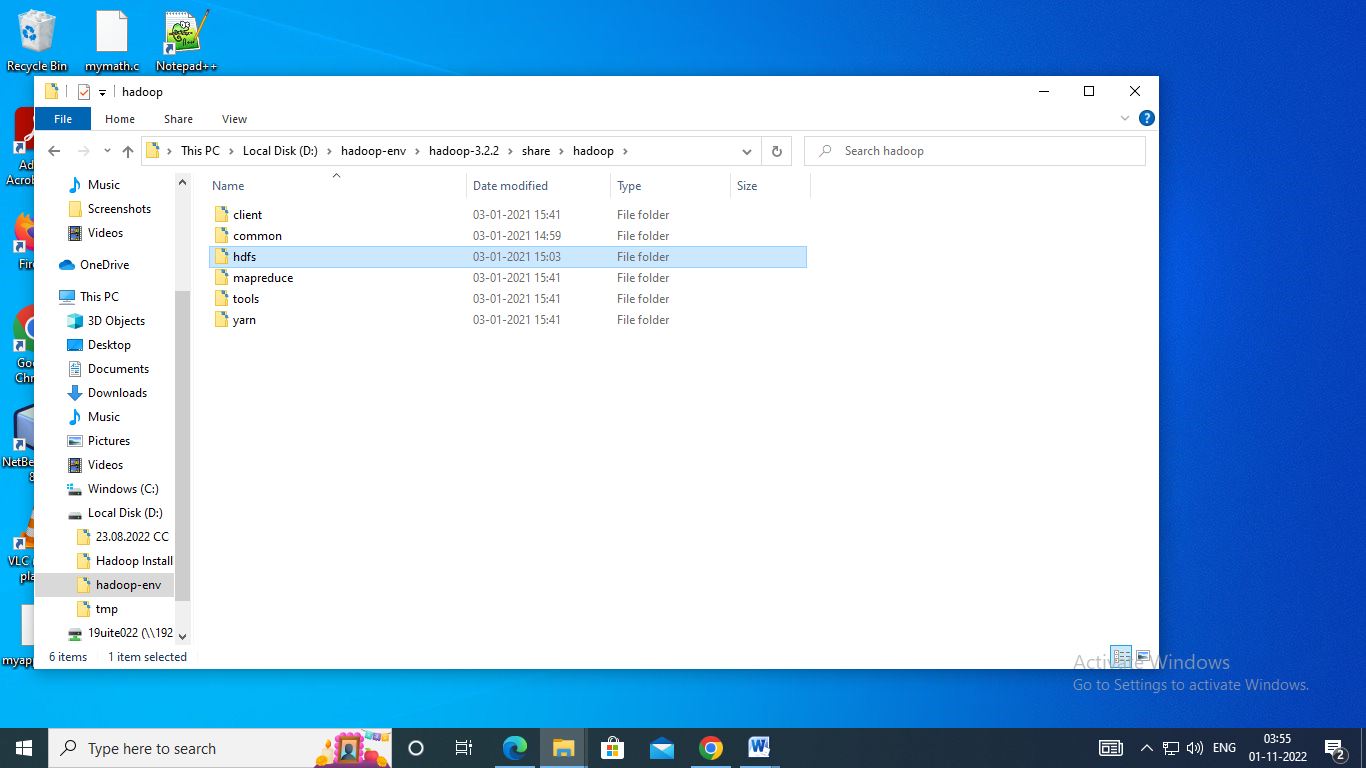 Recycle Bin
mymath.c
Notepad++
hadoop
File
Home
Share
View
This PC
Local Disk (D:)
hadoop-env
hadoop-3.2.2
share
hadoop
Search hadoop
Music
Screenshots
Videos
OneDrive
This PC
3D Objects
Desktop
Documents
Downloads
Music
Pictures
Videos
Windows (C:)
Local Disk (D:)
23.08.2022 CC
Hadoop Install
hadoop-env
tmp
19uite022 (\\192
Name Date modified Type Size
client 03-01-2021 15:41 File folder
common 03-01-2021 14:59 File folder
hdfs 03-01-2021 15:03 File folder
mapreduce 03-01-2021 15:41 File folder
tools 03-01-2021 15:41 File folder
yarn 03-01-2021 15:41 File folder
6 items 1 item selected
Activate Windows
Go to Settings to activate Windows.
Type here to search
ENG
03:55
01-11-2022
2